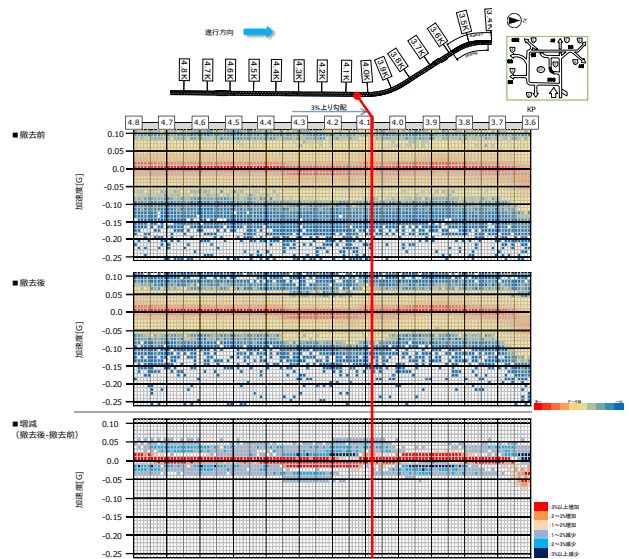 進行方向
4.8K
4.7K
4.6K
4.5K
4.4K
4.3K
4.2K
4.1K
4.0K
3.9K
3.8K
3.7K
3.6K
3.5K
3.4K
3%上り勾配
KP
4.8 4.7 4.6 4.5 4.4 4.3 4.2 4.1 4.0 3.9 3.8 3.7 3.6
■撤去前
加速度[G]
0.10
0.05
0.0
-0.05
-0.10
-0.15
-0.20
-0.25
■撤去後
加速度[G]
0.10
0.05
0.0
-0.05
-0.10
-0.15
-0.20
-0.25
■増減
(撤去後-撤去前)
加速度[G]
0.10
0.05
0.0
-0.05
-0.10
-0.15
-0.20
-0.25
:3%以上増加
:2~3%増加
:1~2%増加
:1~2%減少
:2~3%減少
:3%以上減少